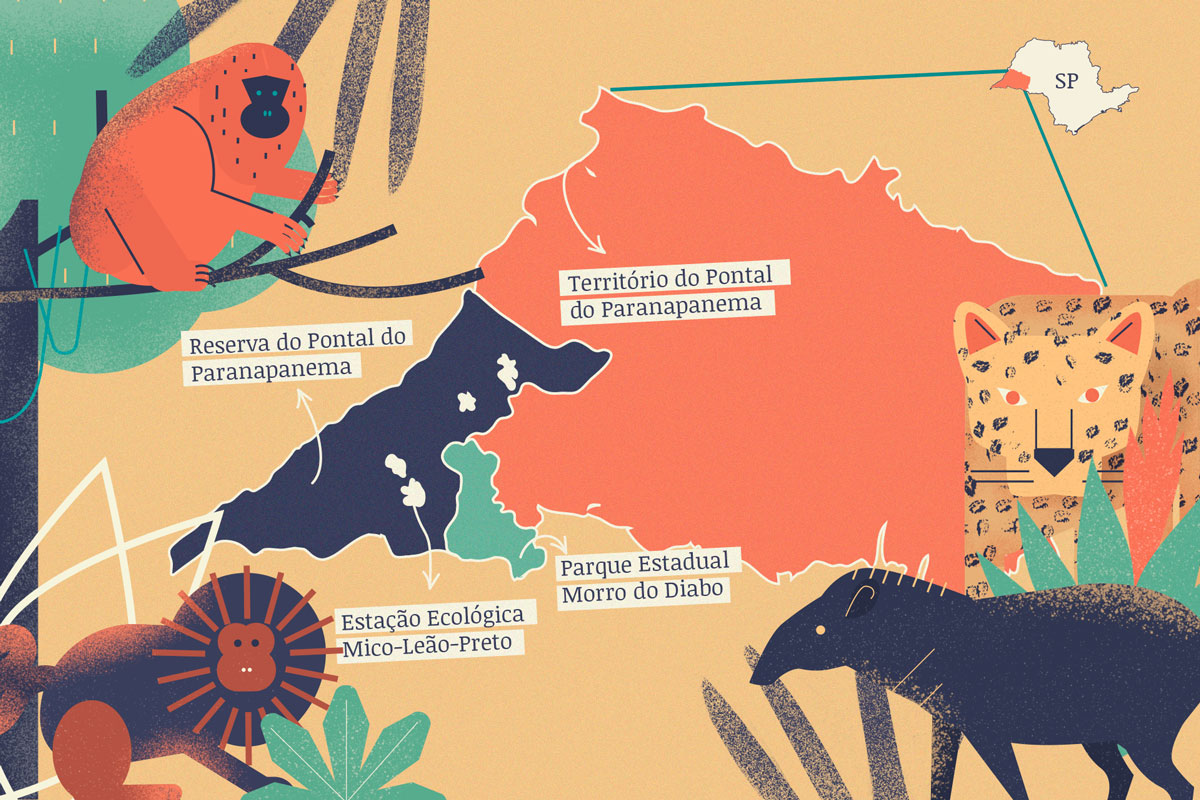 SP
Território do Pontal
do Paranapanema
Reserva do Pontal do
Paranapanema
Parque Estadual
Morro do Diabo
Estação Ecológica
Mico-Leão-Preto